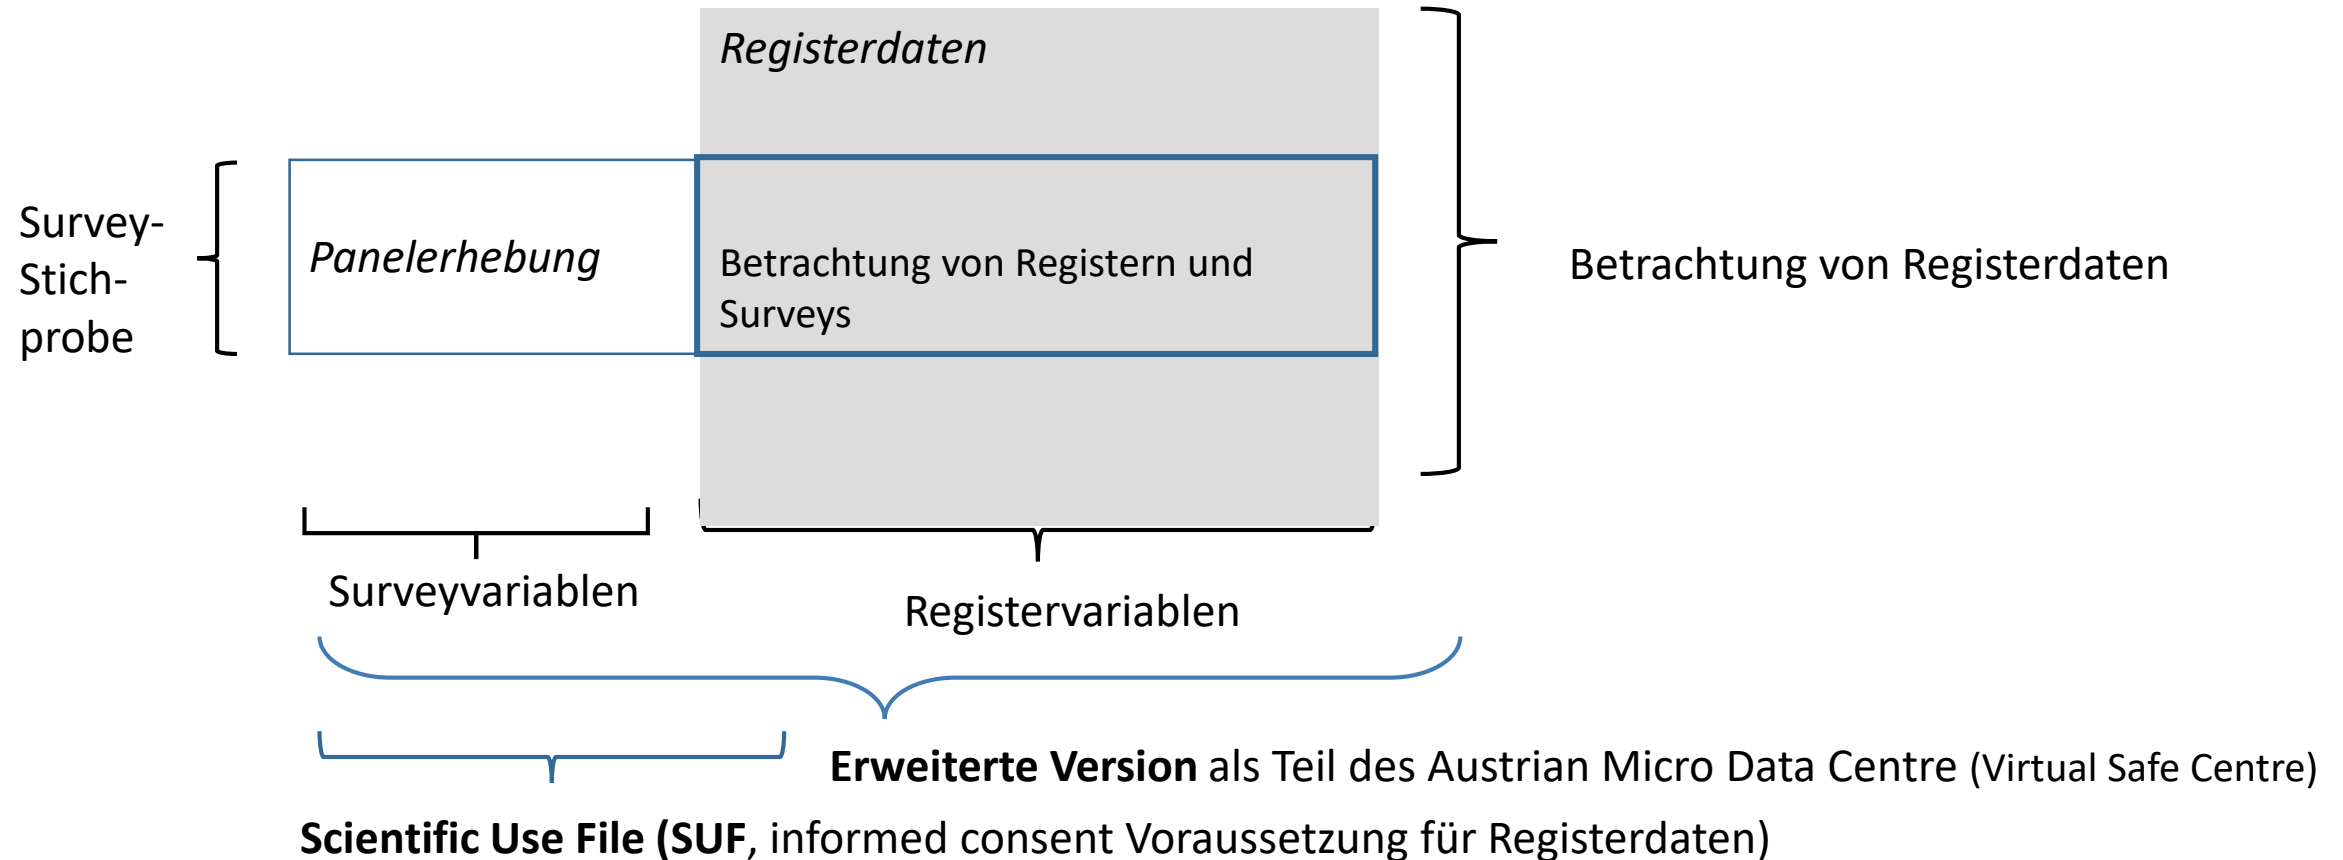 Registerdaten
Survey-
Stich-
probe
Panelerhebung
Betrachtung von Registern und
Surveys
Betrachtung von Registerdaten
Surveyvariablen
Registervariablen
Erweiterte Version als Teil des Austrian Micro Data Centre (Virtual Safe Centre)
Scientific Use File (SUF, informed consent Voraussetzung für Registerdaten)